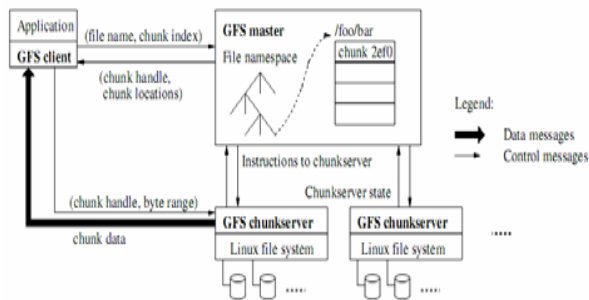 Application
GFS client
(file name, chunk index)
(chunk handle,
chunk locations)
GFS master
File namespace
/foo/bar
chunk 2ef0
Legend:
Data messages
Control messages
Instructions to chunkserver
Chunkserver state
(chunk handle, byte range)
chunk data
GFS chunkserver
Linux file system
GFS chunkserver
Linux file system